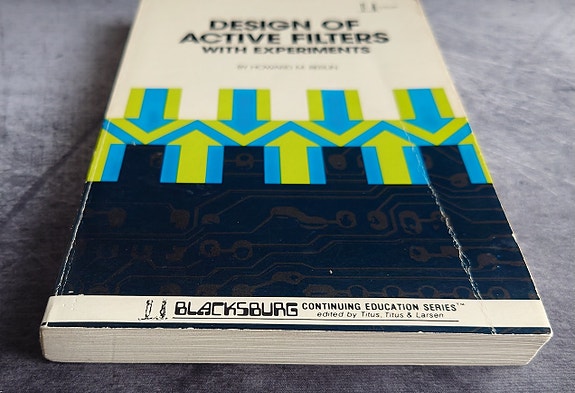 DESIGN OF
ACTIVE FILTERS
WITH EXPERIMENTS
BY HOWARD M. BERLIN
BLACKSBURG CONTINUING EDUCATION SERIES™
edited by Titus, Titus & Larsen